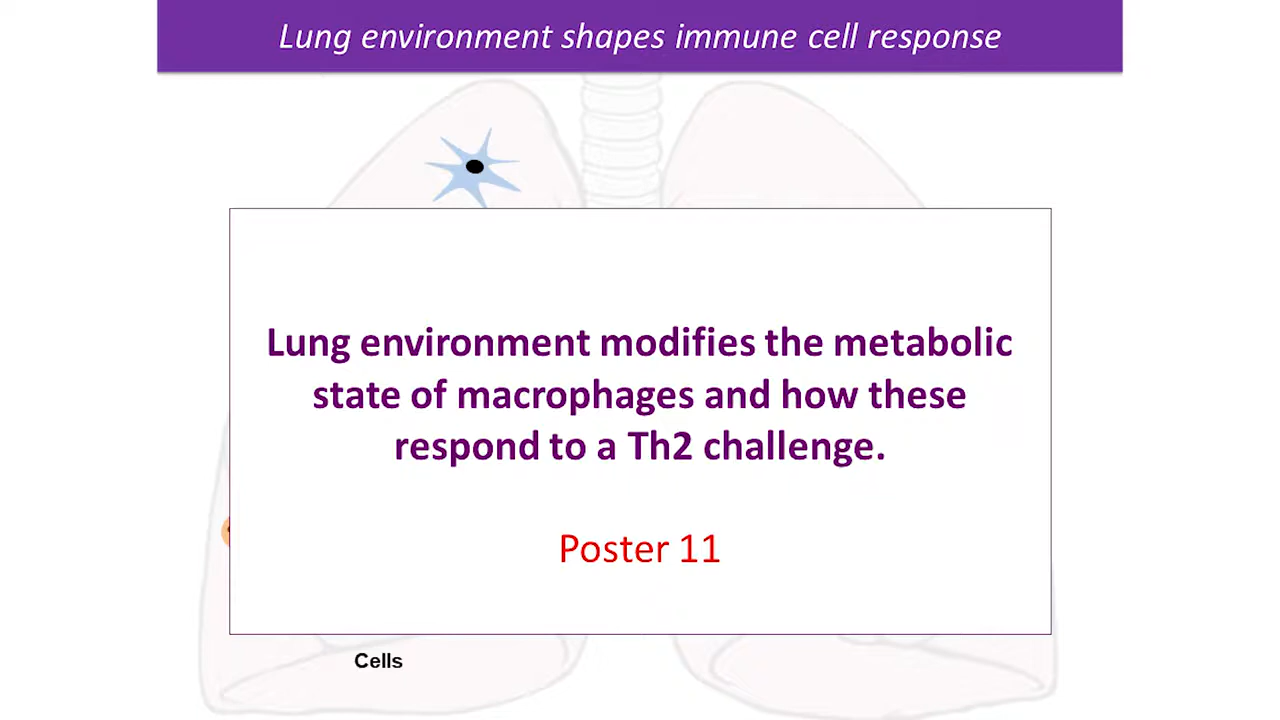 Lung environment shapes immune cell response
Lung environment modifies the metabolic
state of macrophages and how these
respond to a Th2 challenge.
Poster 11
Cells